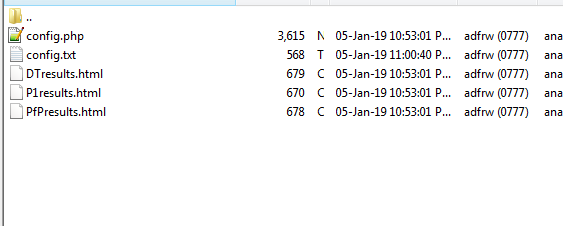 ..
config.php 3,615 N 05-Jan-19 10:53:01 P... adfrw (0777) ana
config.txt 568 T 05-Jan-19 11:00:40 P... adfrw (0777) ana
DTresults.html 679 C 05-Jan-19 10:53:01 P... adfrw (0777) ana
P1results.html 670 C 05-Jan-19 10:53:01 P... adfrw (0777) ana
PfPresults.html 678 C 05-Jan-19 10:53:01 P... adfrw (0777) ana